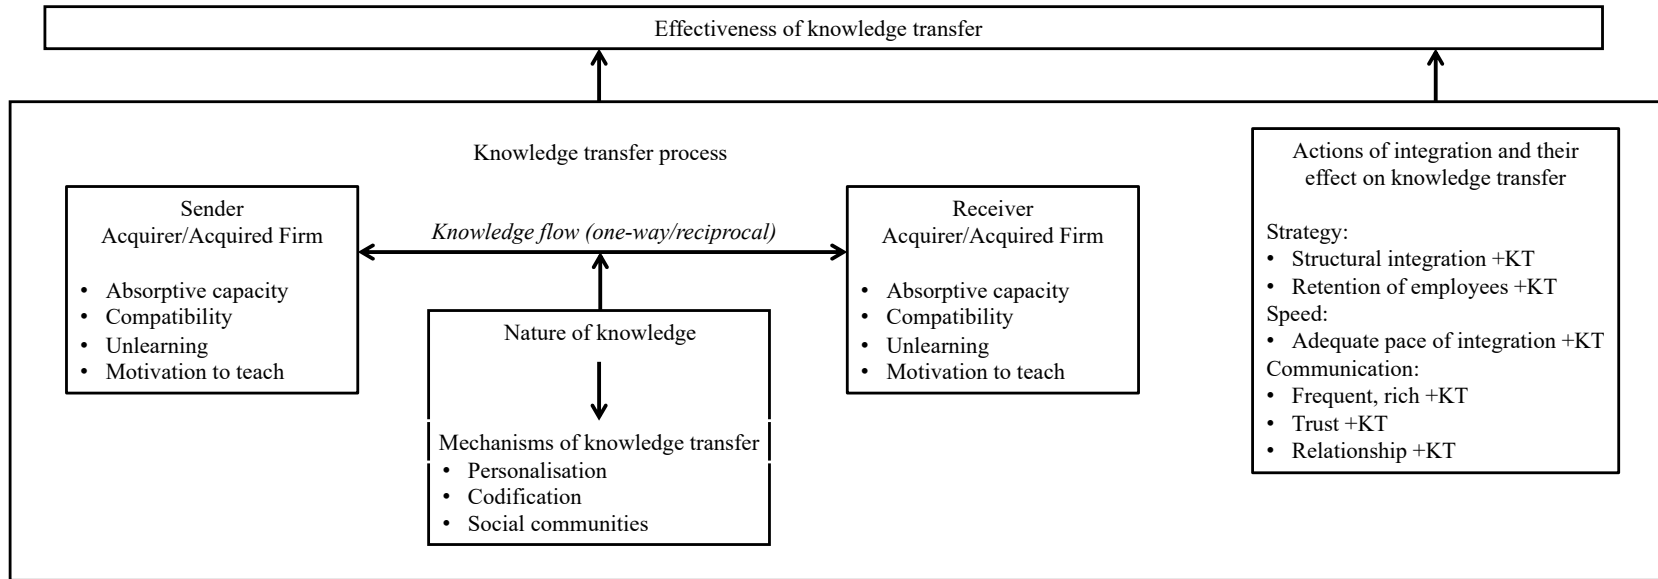 Effectiveness of knowledge transfer
Knowledge transfer process
Sender
Acquirer/Acquired Firm
• Absorptive capacity
• Compatibility
• Unlearning
• Motivation to teach
Knowledge flow (one-way/reciprocal)
Receiver
Acquirer/Acquired Firm
• Absorptive capacity
• Compatibility
• Unlearning
• Motivation to teach
Nature of knowledge
Mechanisms of knowledge transfer
• Personalisation
• Codification
• Social communities
Actions of integration and their
effect on knowledge transfer
Strategy:
• Structural integration +KT
• Retention of employees +KT
Speed:
• Adequate pace of integration +KT
Communication:
• Frequent, rich +KT
• Trust +KT
• Relationship +KT